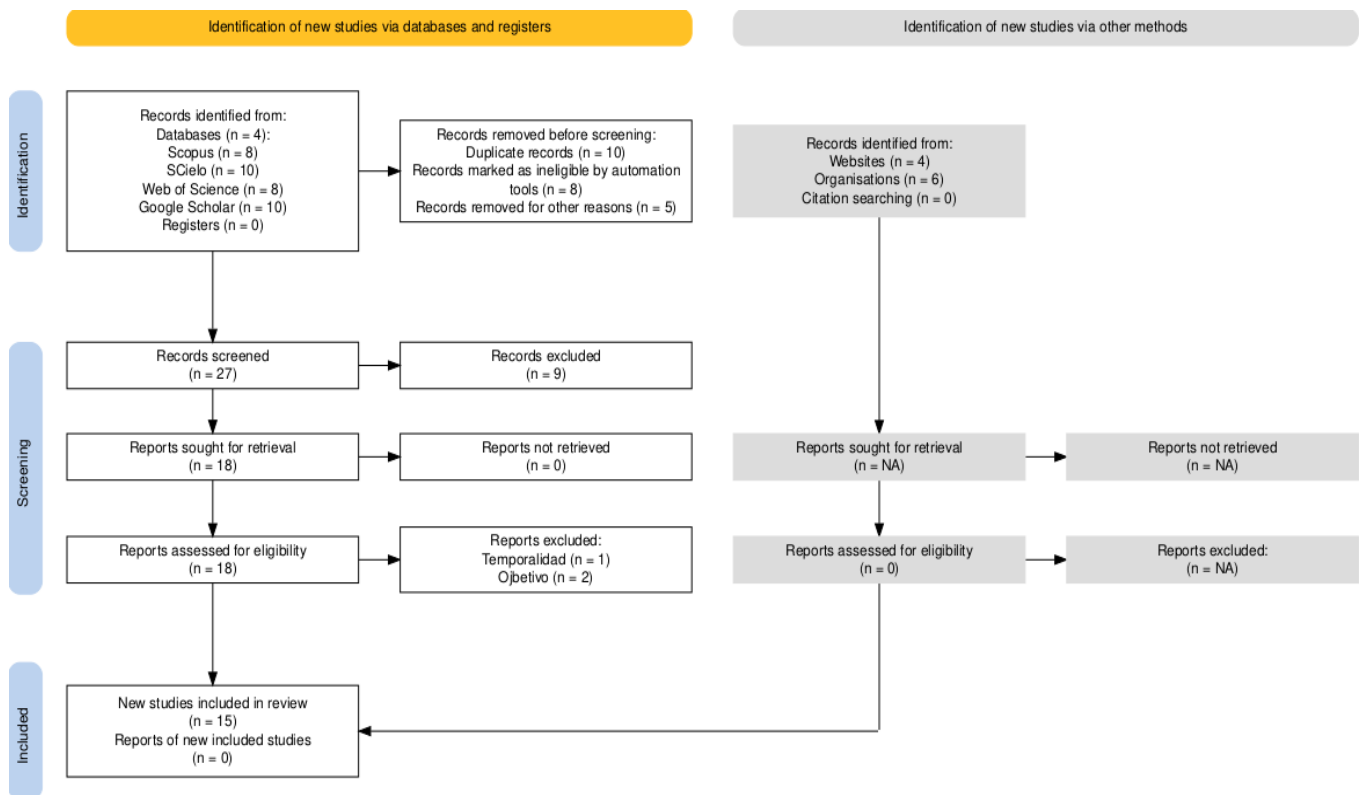 Identification of new studies via databases and registers
Identification of new studies via other methods
Identification
Records identified from:
Databases (n = 4):
Scopus (n = 8)
SCielo (n = 10)
Web of Science (n = 8)
Google Scholar (n = 10)
Registers (n = 0)
Records removed before screening:
Duplicate records (n = 10)
Records marked as ineligible by automation
tools (n = 8)
Records removed for other reasons (n = 5)
Records identified from:
Websites (n = 4)
Organisations (n = 6)
Citation searching (n = 0)
Screening
Records screened
(n = 27)
Records excluded
(n = 9)
Reports sought for retrieval
(n = 18)
Reports not retrieved
(n = 0)
Reports sought for retrieval
(n = NA)
Reports not retrieved
(n = NA)
Reports assessed for eligibility
(n = 18)
Reports excluded:
Temporalidad (n = 1)
Ojbetivo (n = 2)
Reports assessed for eligibility
(n = 0)
Reports excluded:
(n = NA)
Included
New studies included in review
(n = 15)
Reports of new included studies
(n = 0)